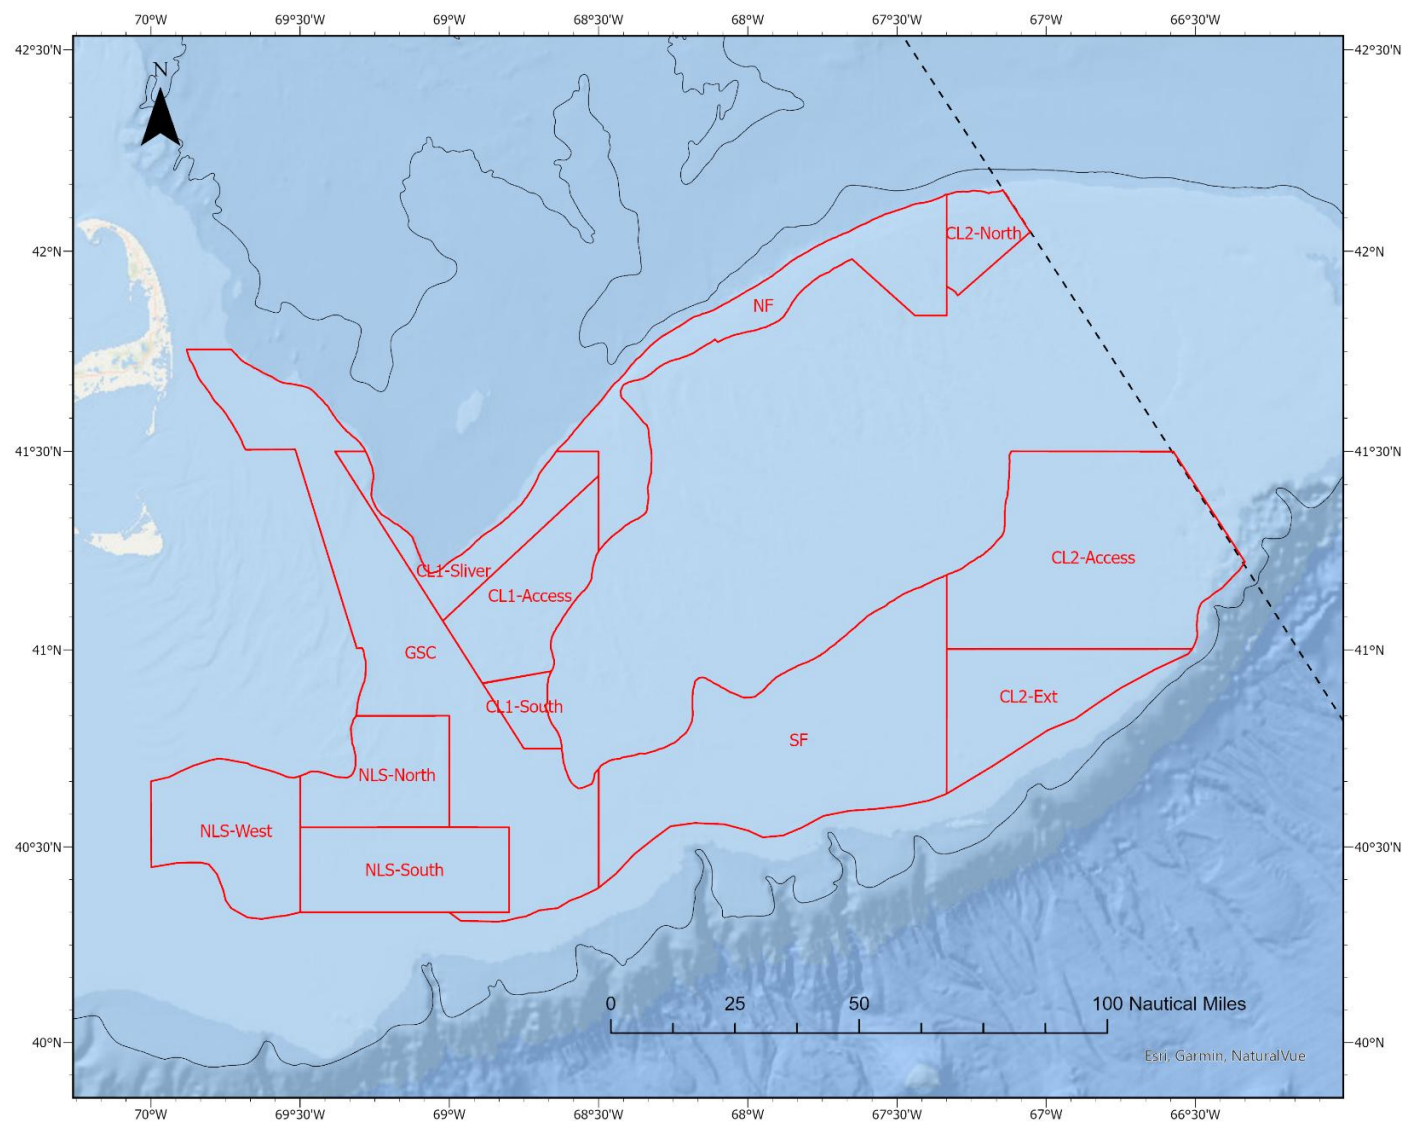 70°W 69°30'W 69°W 68°30'W 68°W 67°30'W 67°W 66°30'W
42°30'N 42°30'N
N
CL2-North
42°N 42°N
NF
41°30'N 41°30'N
CL2-Access
CL1-Sliver
CL1-Access
GSC
41°N 41°N
CL2-Ext
CL1-South
SF
NLS-North
NLS-West
40°30'N 40°30'N
NLS-South
0 25 50 100 Nautical Miles
40°N 40°N
Esri, Garmin, NaturalVue
70°W 69°30'W 69°W 68°30'W 68°W 67°30'W 67°W 66°30'W